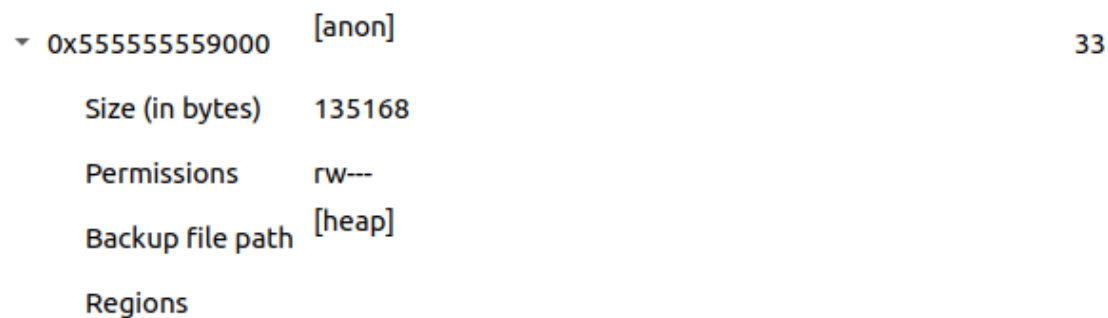 0x555555559000 [anon] 33
Size (in bytes) 135168
Permissions rw---
Backup file path [heap]
Regions